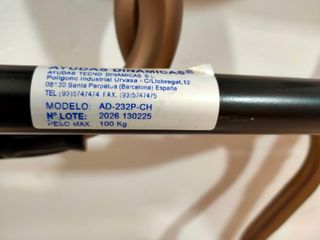 AYUDAS DINAMICAS®
AYUDAS TECNO DINAMICAS S.L.
Polígono Industrial Urvasa - C/Llobregat,12
08130 Santa Perpètua (Barcelona) España
TEL (93)5747474 FAX. (93)5747475
MODELO: AD-232P-CH
Nº LOTE: 2026 130225
PESO MAX. 100 Kg.